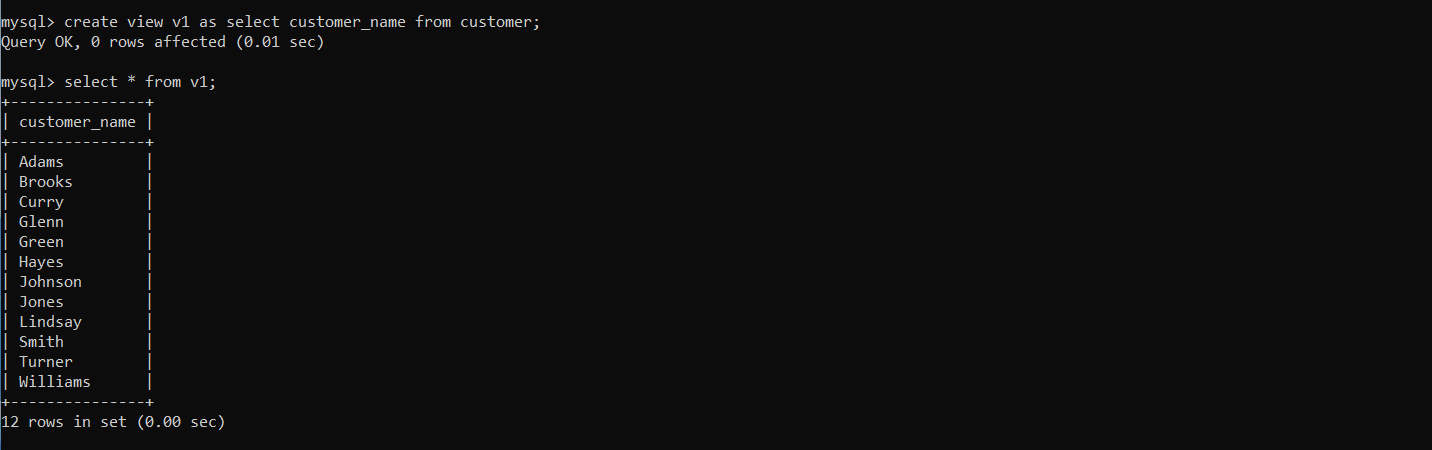 mysql> create view v1 as select customer_name from customer;
Query OK, 0 rows affected (0.01 sec)
mysql> select * from v1;
+---------------+
| customer_name |
+---------------+
| Adams         |
| Brooks        |
| Curry         |
| Glenn         |
| Green         |
| Hayes         |
| Johnson       |
| Jones         |
| Lindsay       |
| Smith         |
| Turner        |
| Williams      |
+---------------+
12 rows in set (0.00 sec)